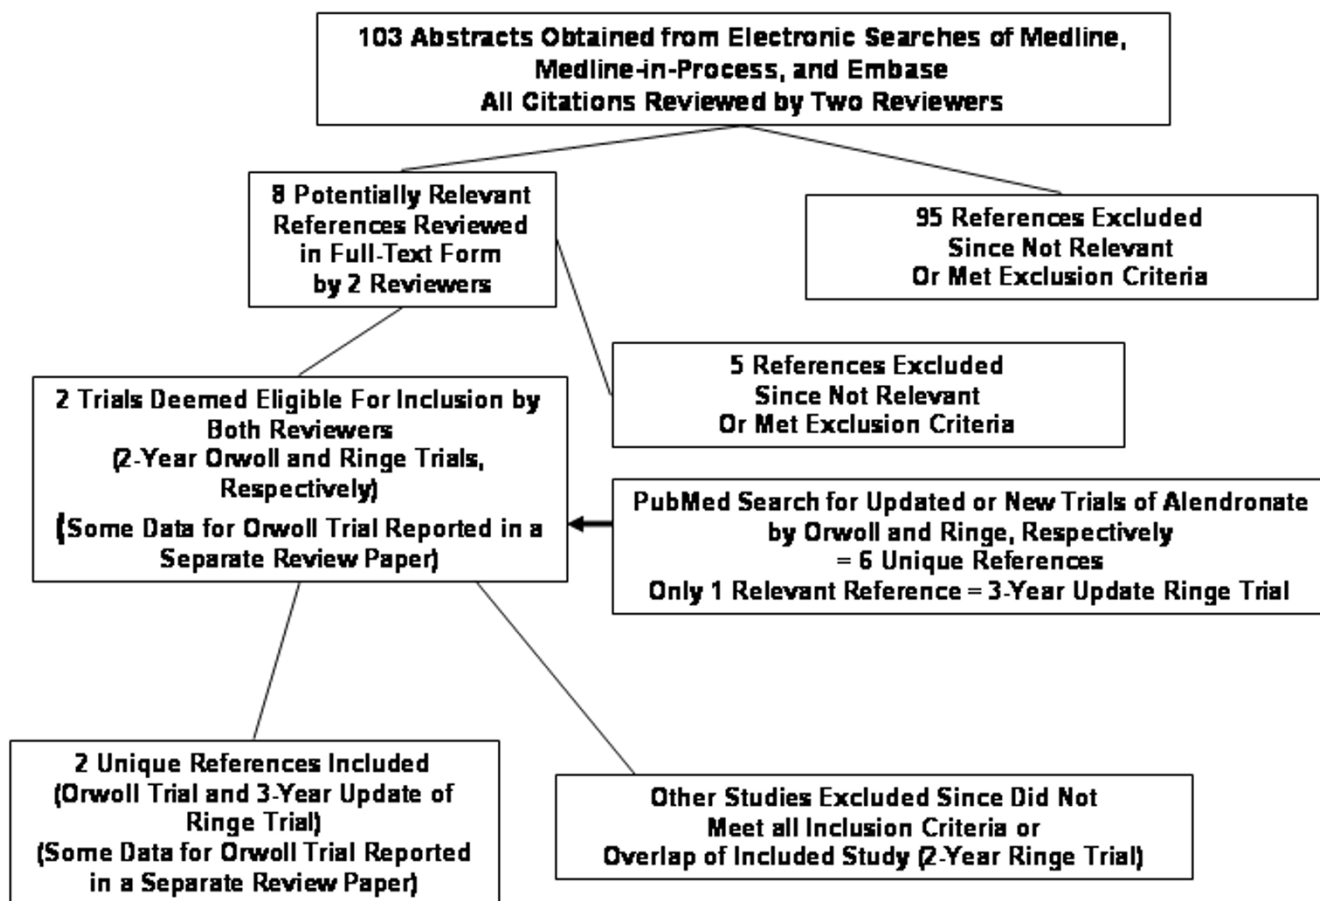 103 Abstracts Obtained from Electronic Searches of Medline,
Medline-in-Process, and Embase
All Citations Reviewed by Two Reviewers
8 Potentially Relevant
References Reviewed
in Full-Text Form
by 2 Reviewers
95 References Excluded
Since Not Relevant
Or Met Exclusion Criteria
5 References Excluded
Since Not Relevant
Or Met Exclusion Criteria
2 Trials Deemed Eligible For Inclusion by
Both Reviewers
(2-Year Orwoll and Ringe Trials,
Respectively)
(Some Data for Orwoll Trial Reported in a
Separate Review Paper)
PubMed Search for Updated or New Trials of Alendronate
by Orwoll and Ringe, Respectively
= 6 Unique References
Only 1 Relevant Reference = 3-Year Update Ringe Trial
2 Unique References Included
(Orwoll Trial and 3-Year Update of
Ringe Trial)
(Some Data for Orwoll Trial Reported
in a Separate Review Paper)
Other Studies Excluded Since Did Not
Meet all Inclusion Criteria or
Overlap of Included Study (2-Year Ringe Trial)